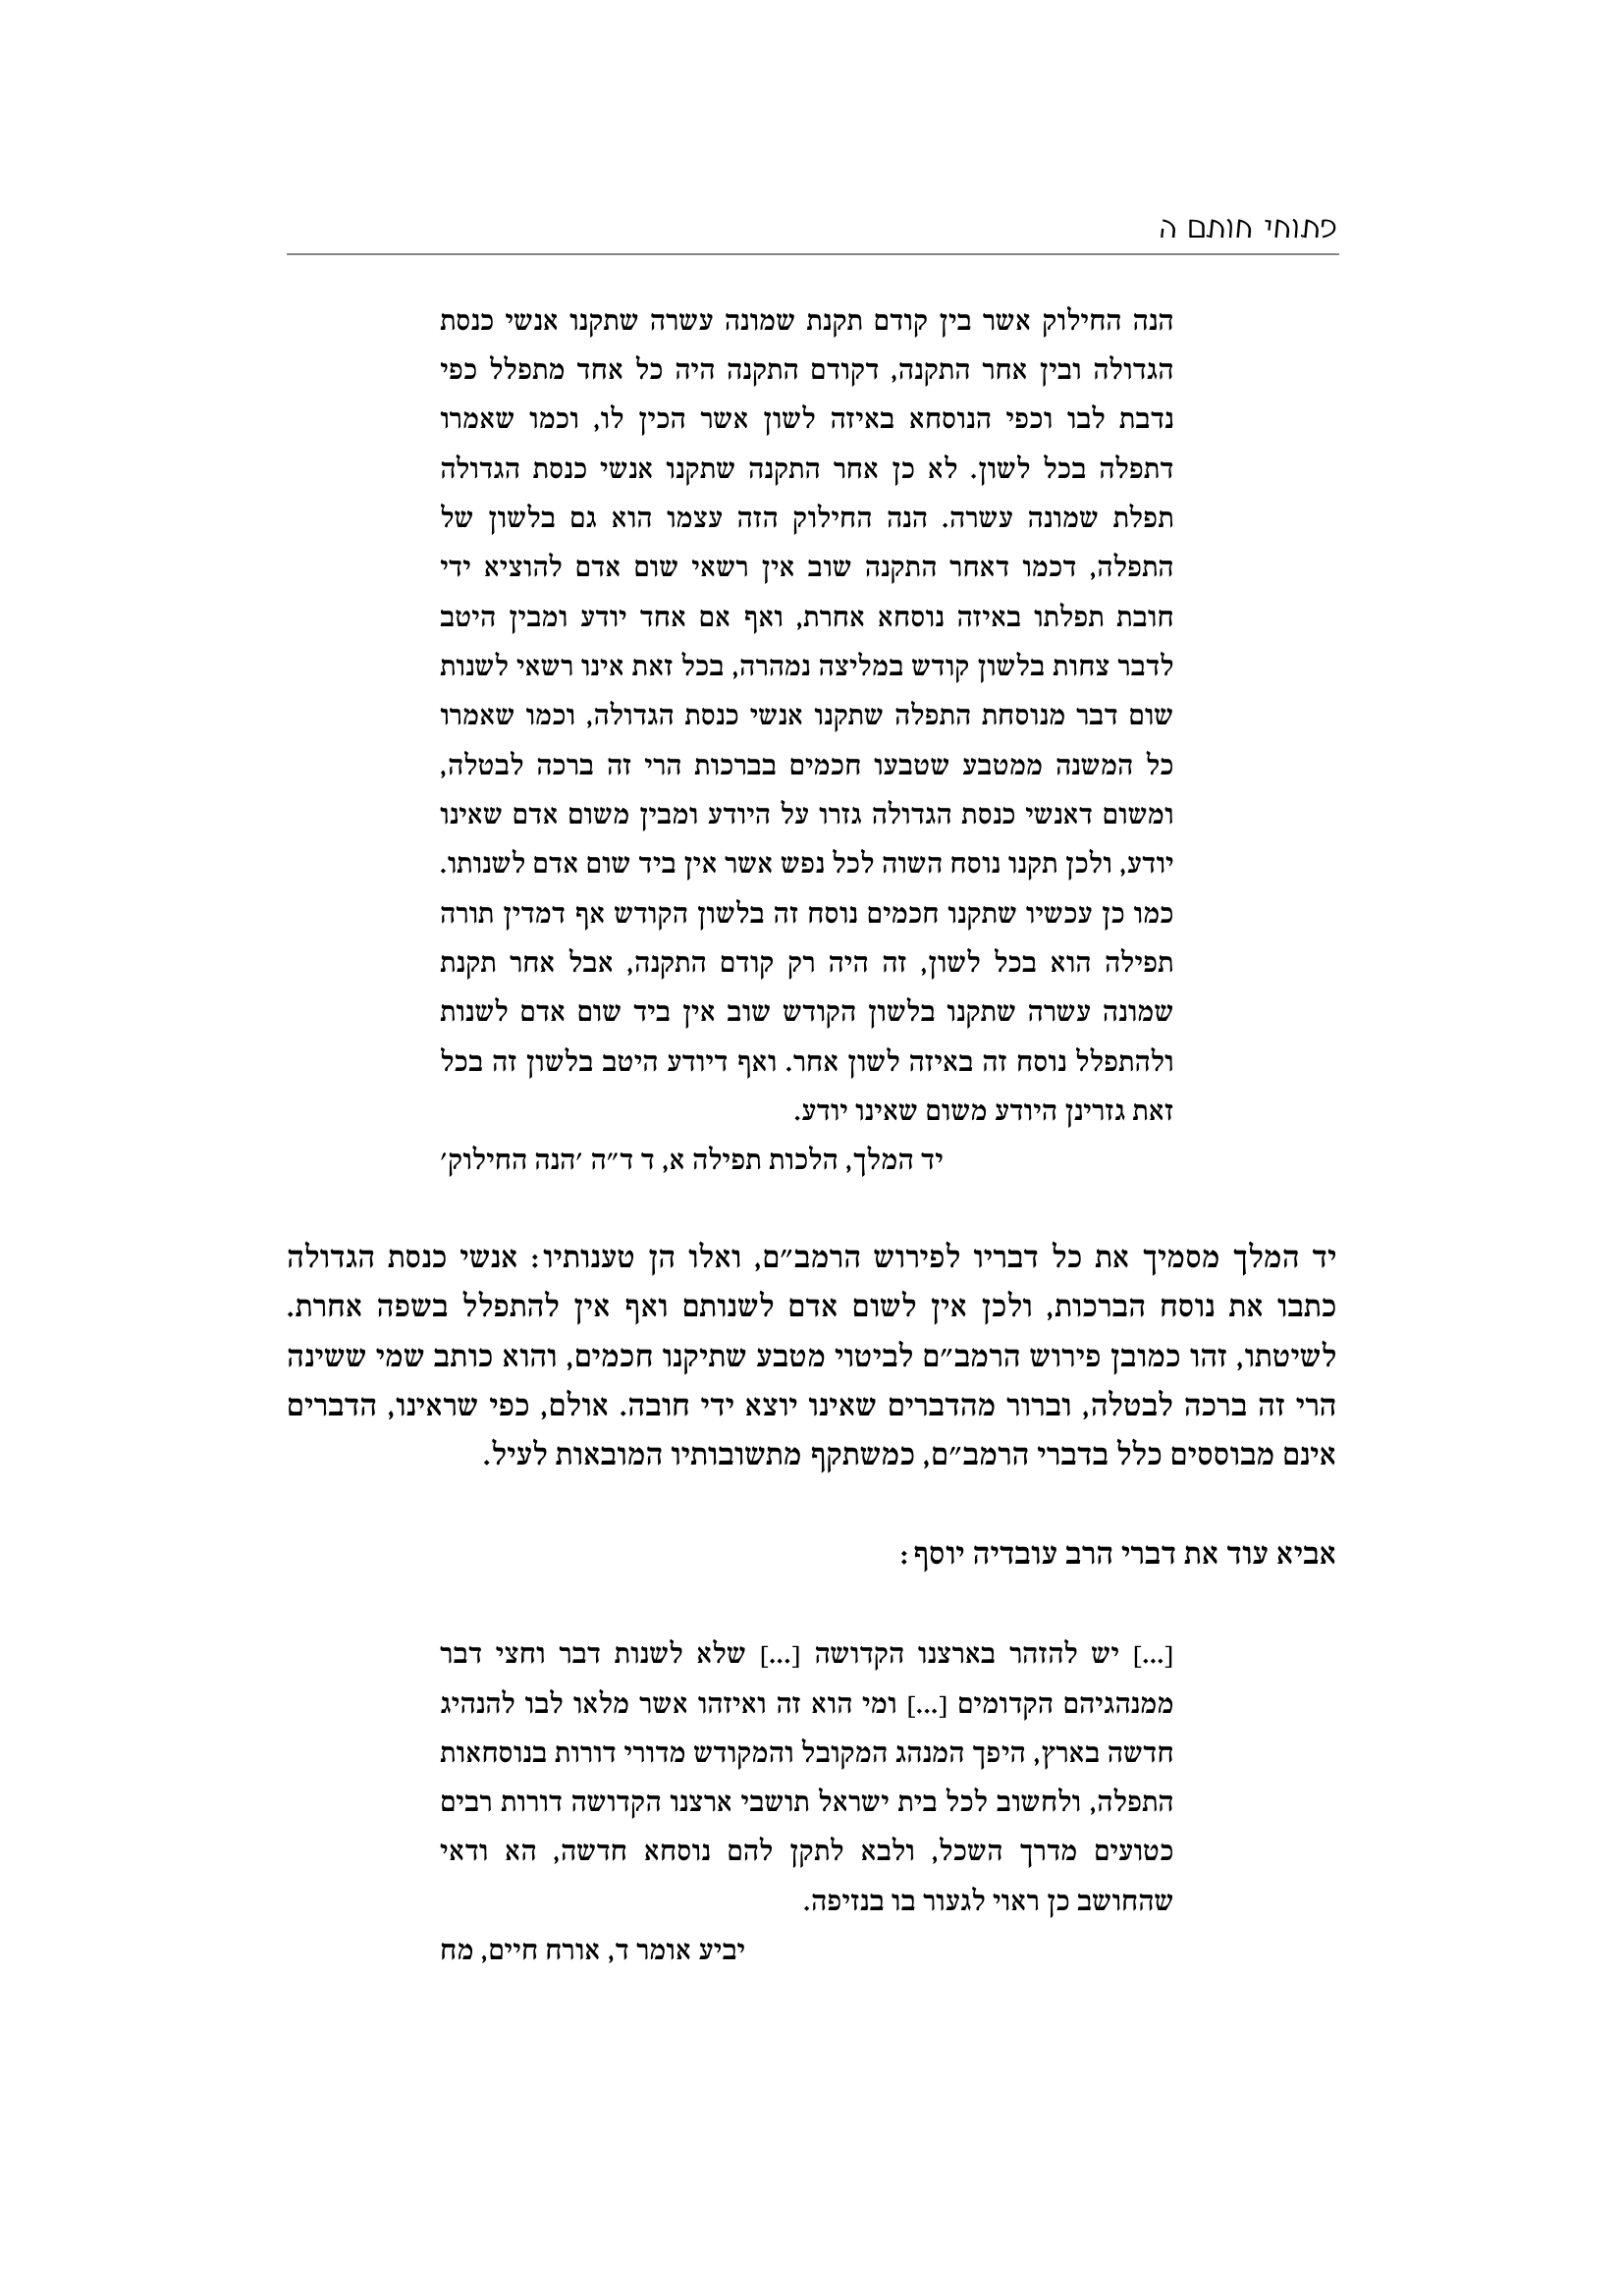 פתוחי חותם ה
הנה החילוק אשר בין קודם תקנת שמונה עשרה שתקנו אנשי כנסת
הגדולה ובין אחר התקנה, דקודם התקנה היה כל אחד מתפלל כפי
נדבת לבו וכפי הנוסחא באיזה לשון אשר הכין לו, וכמו שאמרו
דתפלה בכל לשון. לא כן אחר התקנה שתקנו אנשי כנסת הגדולה
תפלת שמונה עשרה. הנה החילוק הזה עצמו הוא גם בלשון של
התפלה, דכמו דאחר התקנה שוב אין רשאי שום אדם להוציא ידי
חובת תפלתו באיזה נוסחא אחרת, ואף אם אחד יודע ומבין היטב
לדבר צחות בלשון קודש במליצה נמהרה, בכל זאת אינו רשאי לשנות
שום דבר מנוסחת התפלה שתקנו אנשי כנסת הגדולה, וכמו שאמרו
כל המשנה ממטבע שטבעו חכמים בברכות הרי זה ברכה לבטלה,
ומשום דאנשי כנסת הגדולה גזרו על היודע ומבין משום אדם שאינו
יודע, ולכן תקנו נוסח השוה לכל נפש אשר אין ביד שום אדם לשנותו.
כמו כן עכשיו שתקנו חכמים נוסח זה בלשון הקודש אף דמדין תורה
תפילה הוא בכל לשון, זה היה רק קודם התקנה, אבל אחר תקנת
שמונה עשרה שתקנו בלשון הקודש שוב אין ביד שום אדם לשנות
ולהתפלל נוסח זה באיזה לשון אחר. ואף דיודע היטב בלשון זה בכל
זאת גזרינן היודע משום שאינו יודע.
יד המלך, הלכות תפילה א, ד ד״ה ׳הנה החילוק׳
יד המלך מסמיך את כל דבריו לפירוש הרמב״ם, ואלו הן טענותיו: אנשי כנסת הגדולה
כתבו את נוסח הברכות, ולכן אין לשום אדם לשנותם ואף אין להתפלל בשפה אחרת.
לשיטתו, זהו כמובן פירוש הרמב״ם לביטוי מטבע שתיקנו חכמים, והוא כותב שמי ששינה
הרי זה ברכה לבטלה, וברור מהדברים שאינו יוצא ידי חובה. אולם, כפי שראינו, הדברים
אינם מבוססים כלל בדברי הרמב״ם, כמשתקף מתשובותיו המובאות לעיל.
אביא עוד את דברי הרב עובדיה יוסף:
[...] יש להזהר בארצנו הקדושה [...] שלא לשנות דבר וחצי דבר
ממנהגיהם הקדומים [...] ומי הוא זה ואיזהו אשר מלאו לבו להנהיג
חדשה בארץ, היפך המנהג המקובל והמקודש מדורי דורות בנוסחאות
התפלה, ולחשוב לכל בית ישראל תושבי ארצנו הקדושה דורות רבים
כטועים מדרך השכל, ולבא לתקן להם נוסחא חדשה, הא ודאי
שהחושב כן ראוי לגעור בו בנזיפה.
יביע אומר ד, אורח חיים, מח